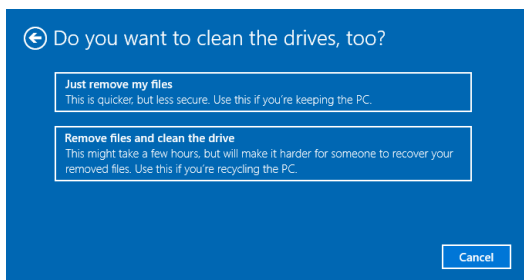 Do you want to clean the drives, too?
Just remove my files
This is quicker, but less secure. Use this if you're keeping the PC.
Remove files and clean the drive
This might take a few hours, but will make it harder for someone to recover your
removed files. Use this if you're recycling the PC.
Cancel